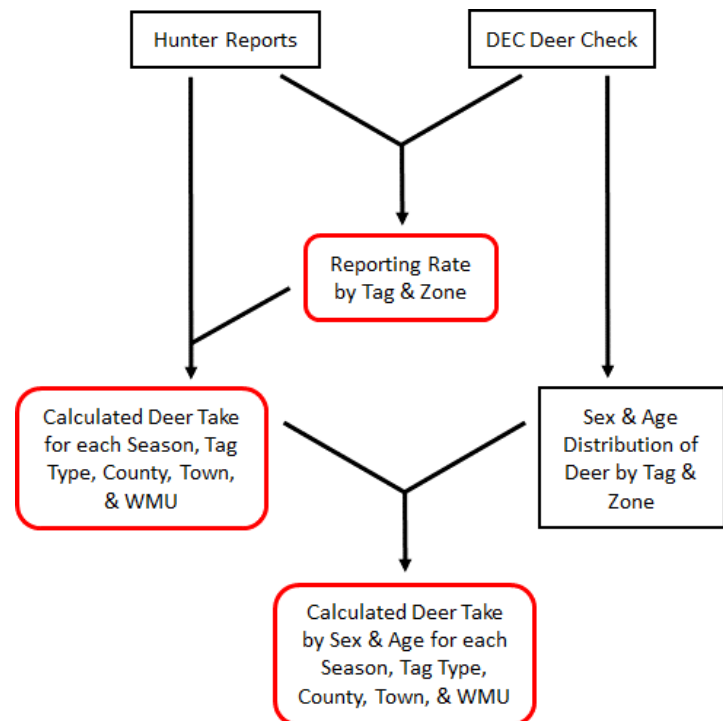 Hunter Reports
DEC Deer Check
Reporting Rate
by Tag & Zone
Calculated Deer Take
for each Season, Tag
Type, County, Town,
& WMU
Sex & Age
Distribution of
Deer by Tag &
Zone
Calculated Deer Take
by Sex & Age for each
Season, Tag Type,
County, Town, & WMU